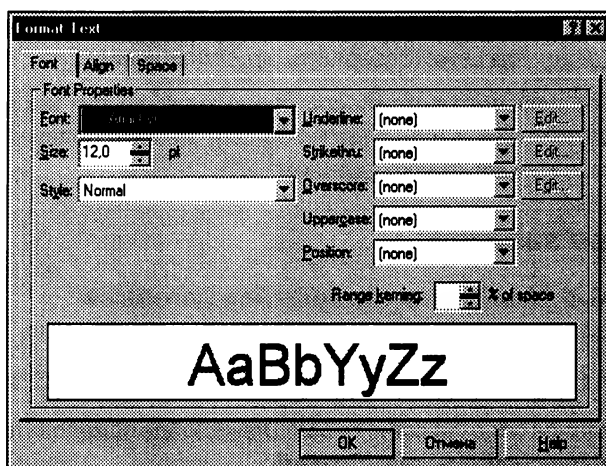 Format Text
Font Align Space
Font Properties
Font: Underline: (none) Edit...
Size: 12,0 pt Strikethru: (none) Edit...
Style: Normal Overscore: (none) Edit...
Uppercase: (none)
Position: (none)
Range kerning: % of space
AaBbYyZz
OK Отмена Help